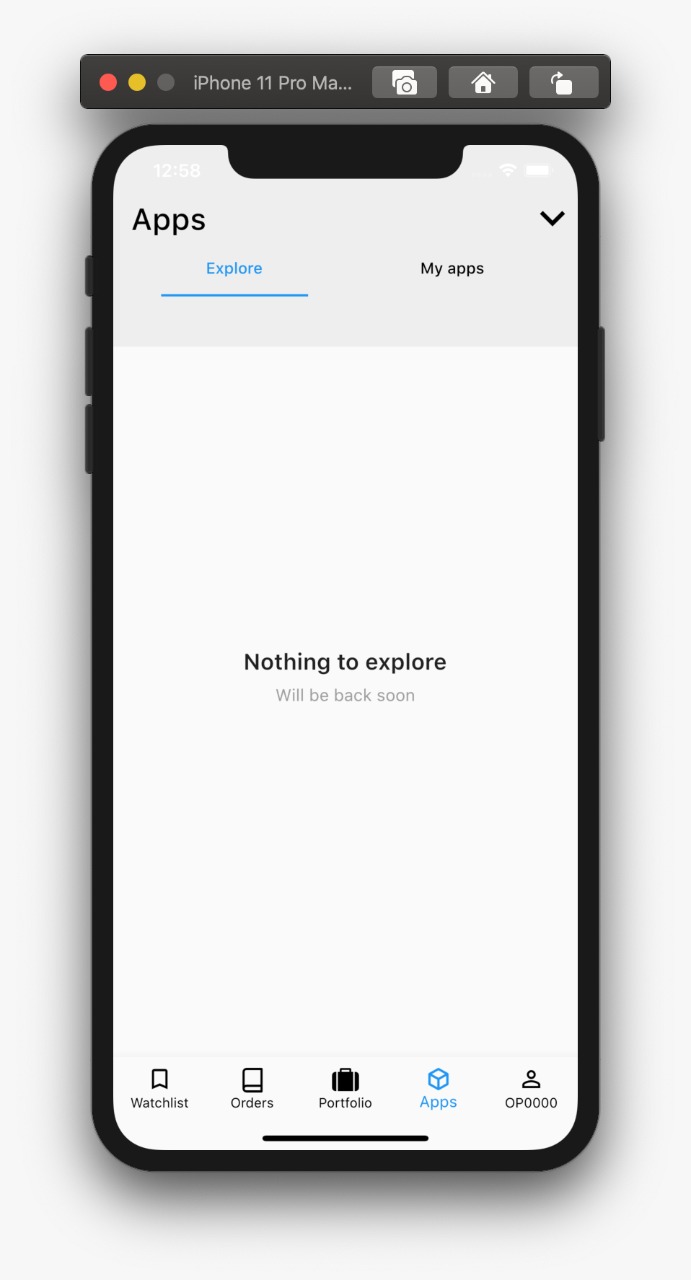 iPhone 11 Pro Ma...
12:58
Apps
Explore
My apps
Nothing to explore
Will be back soon
Watchlist
Orders
Portfolio
Apps
OP0000